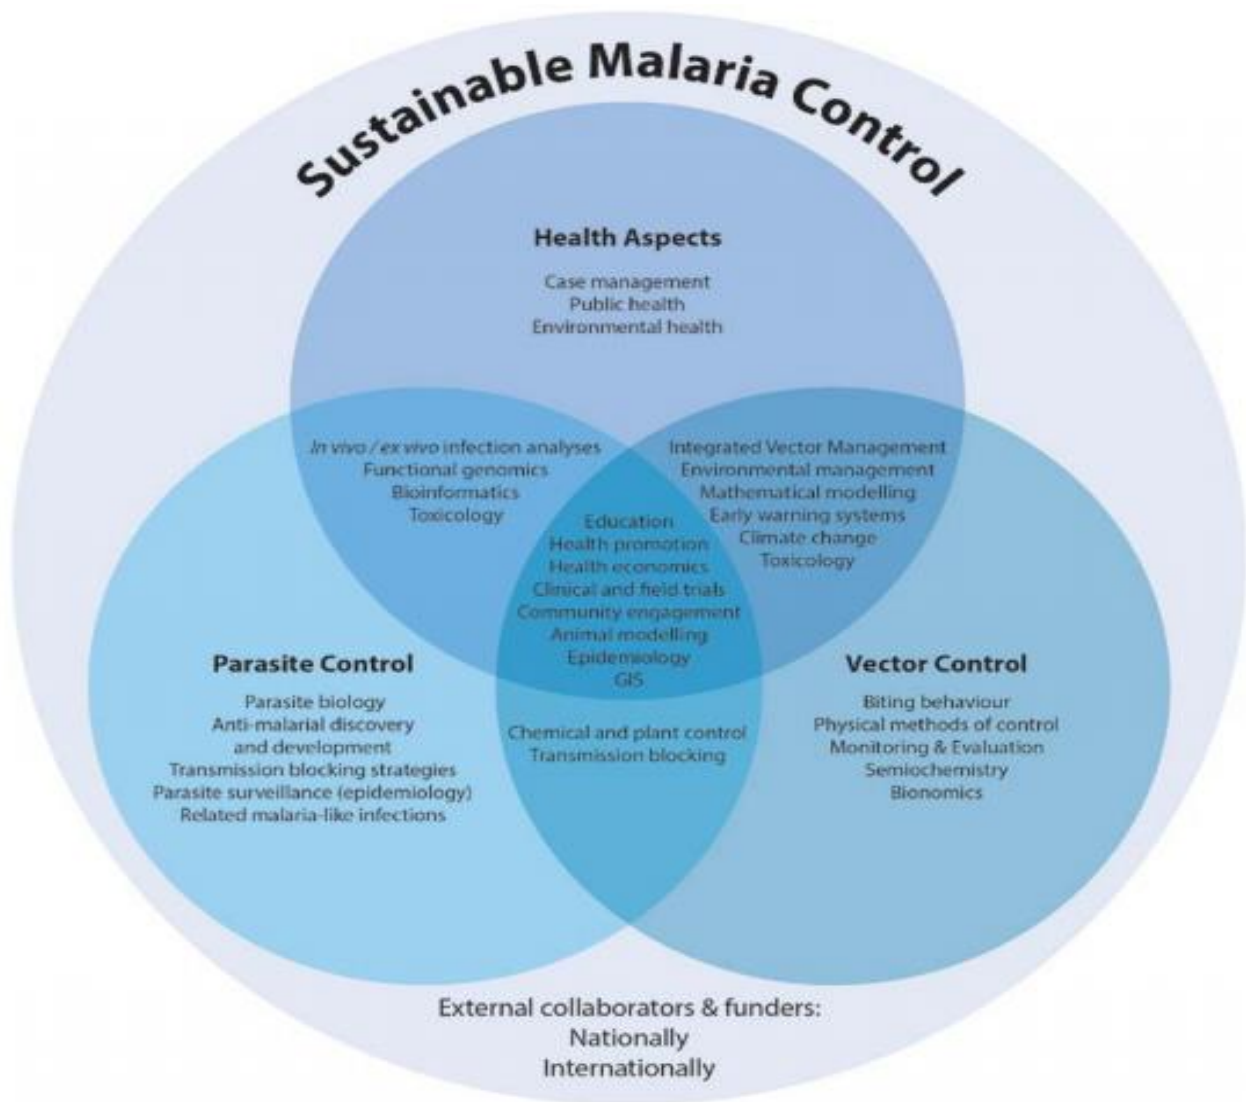 Sustainable Malaria Control
Health Aspects
Case management
Public health
Environmental health
In vivo / ex vivo infection analyses
Functional genomics
Bioinformatics
Toxicology
Integrated Vector Management
Environmental management
Mathematical modelling
Early warning systems
Climate change
Toxicology
Education
Health promotion
Health economics
Clinical and field trials
Community engagement
Animal modelling
Epidemiology
GIS
Parasite Control
Parasite biology
Anti-malarial discovery
and development
Transmission blocking strategies
Parasite surveillance (epidemiology)
Related malaria-like infections
Chemical and plant control
Transmission blocking
Vector Control
Biting behaviour
Physical methods of control
Monitoring & Evaluation
Semiochemistry
Bionomics
External collaborators & funders:
Nationally
Internationally